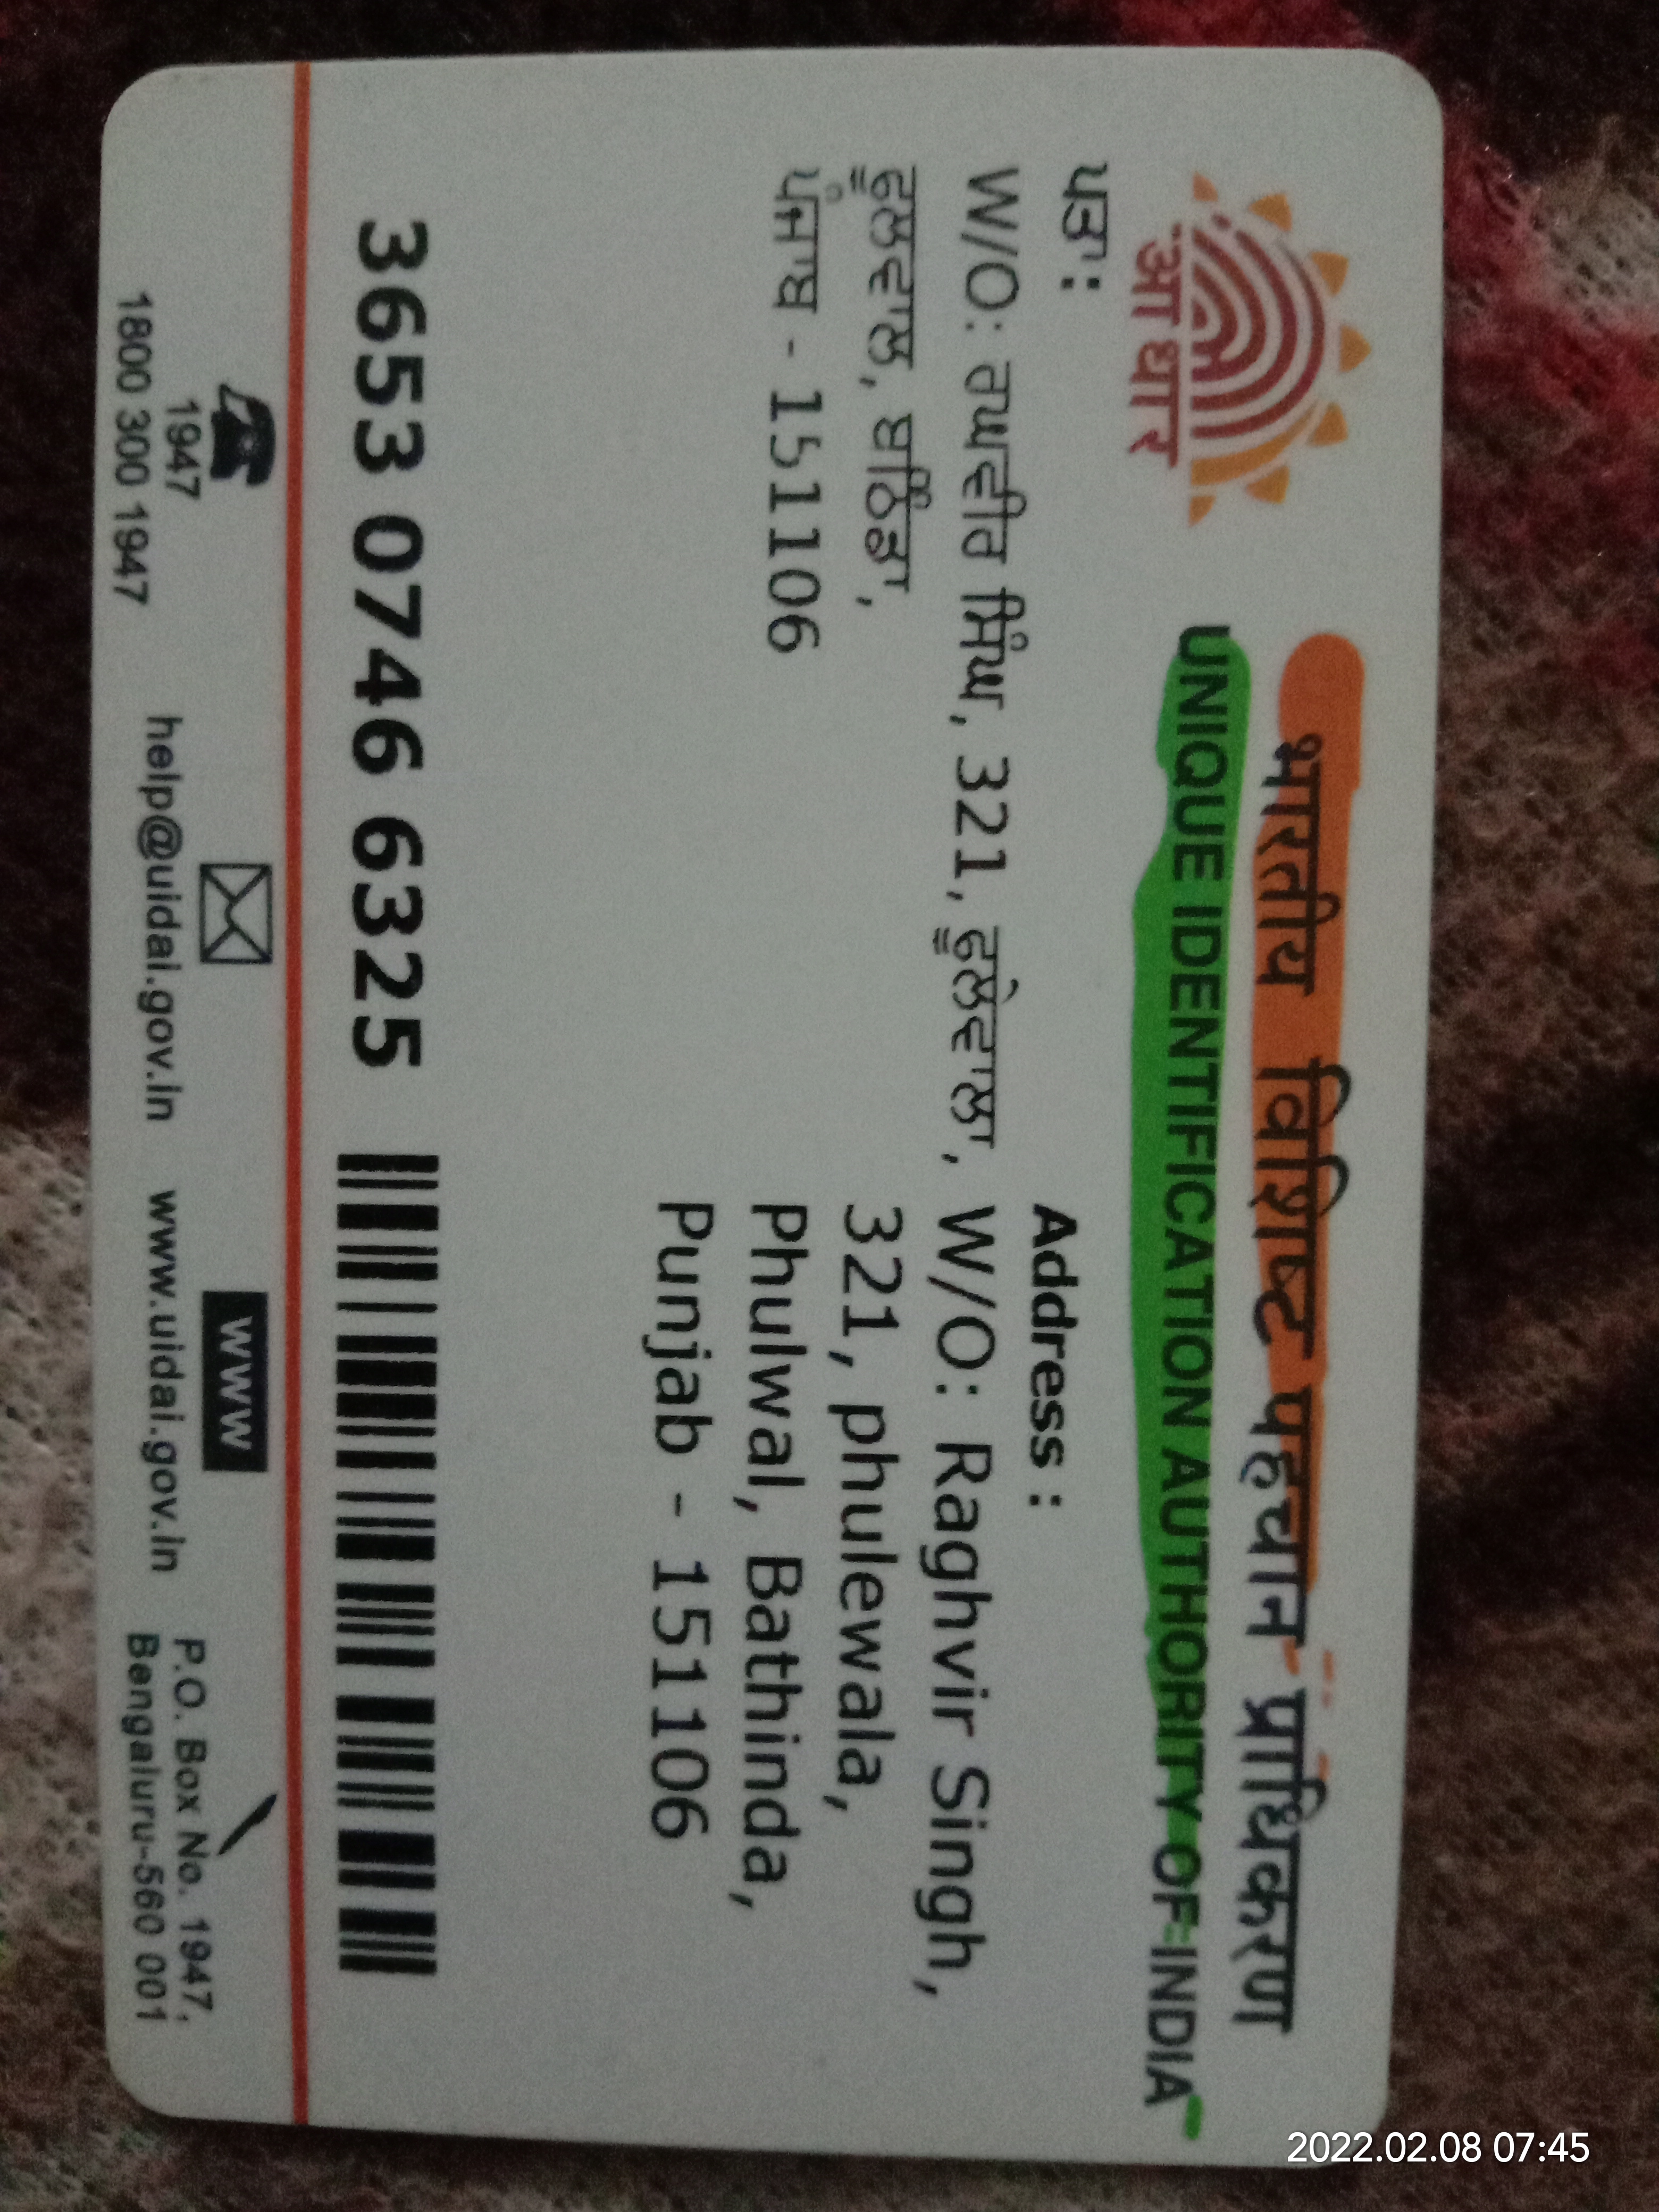 भारतीय विशिष्ट पहचान प्राधिकरण
UNIQUE IDENTIFICATION AUTHORITY OF INDIA
आधार
ਪਤਾ:
W/O: ਰਘਵੀਰ ਸਿੰਘ, 321, ਫੂਲੇਵਾਲਾ,
ਫੂਲਵਾਲ, ਬਠਿੰਡਾ,
ਪੰਜਾਬ - 151106
Address :
W/O: Raghvir Singh,
321, phulewala,
Phulwal, Bathinda,
Punjab - 151106
3653 0746 6325
1947
1800 300 1947
help@uidai.gov.in
www
www.uidai.gov.in
P.O. Box No. 1947,
Bengaluru-560 001
2022.02.08 07:45